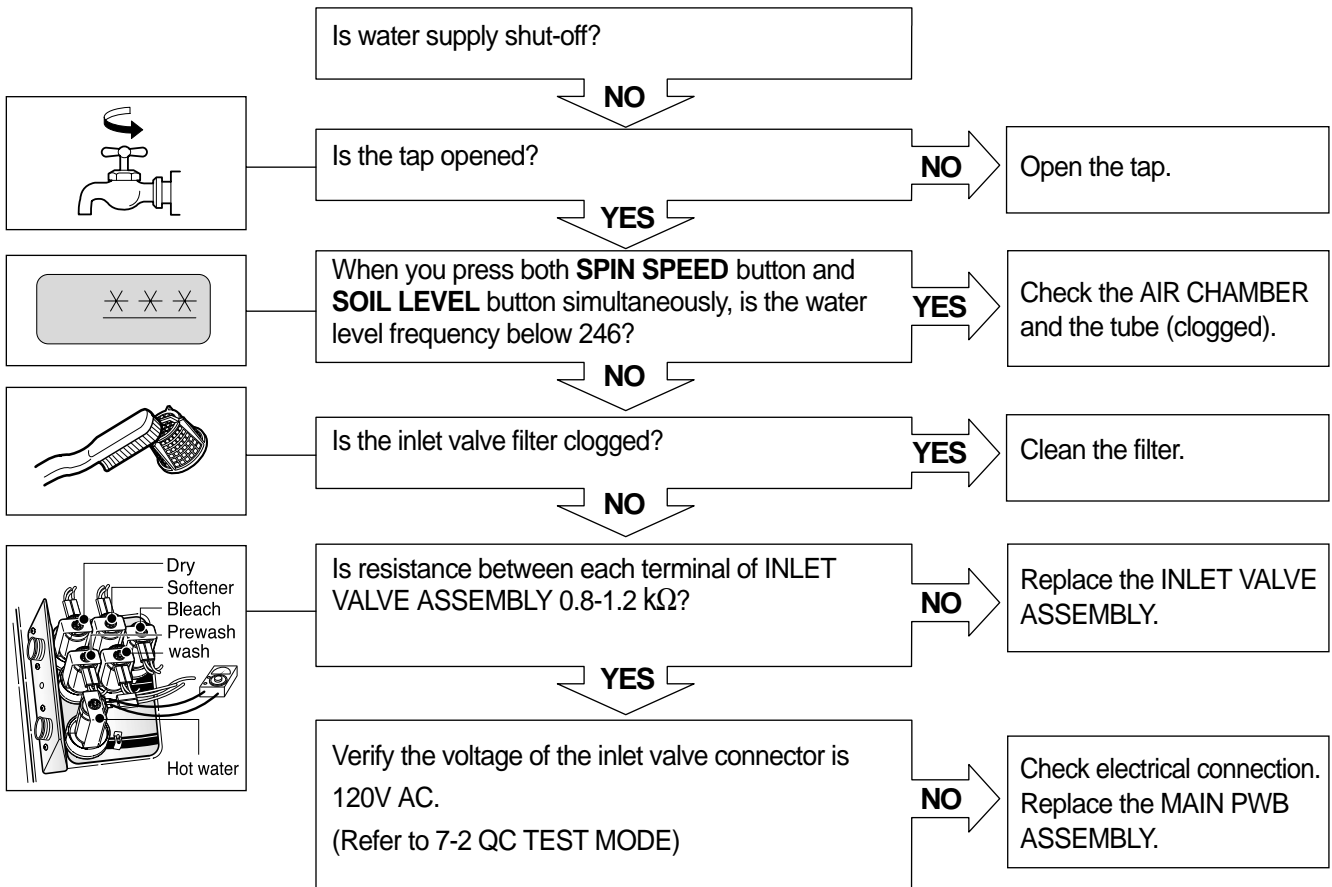 Is water supply shut-off?
NO
Is the tap opened?
NO
Open the tap.
YES
When you press both SPIN SPEED button and
SOIL LEVEL button simultaneously, is the water
level frequency below 246?
YES
Check the AIR CHAMBER
and the tube (clogged).
NO
Is the inlet valve filter clogged?
YES
Clean the filter.
NO
Dry
Softener
Bleach
Prewash
wash
Hot water
Is resistance between each terminal of INLET
VALVE ASSEMBLY 0.8-1.2 kΩ?
NO
Replace the INLET VALVE
ASSEMBLY.
YES
Verify the voltage of the inlet valve connector is
120V AC.
(Refer to 7-2 QC TEST MODE)
NO
Check electrical connection.
Replace the MAIN PWB
ASSEMBLY.